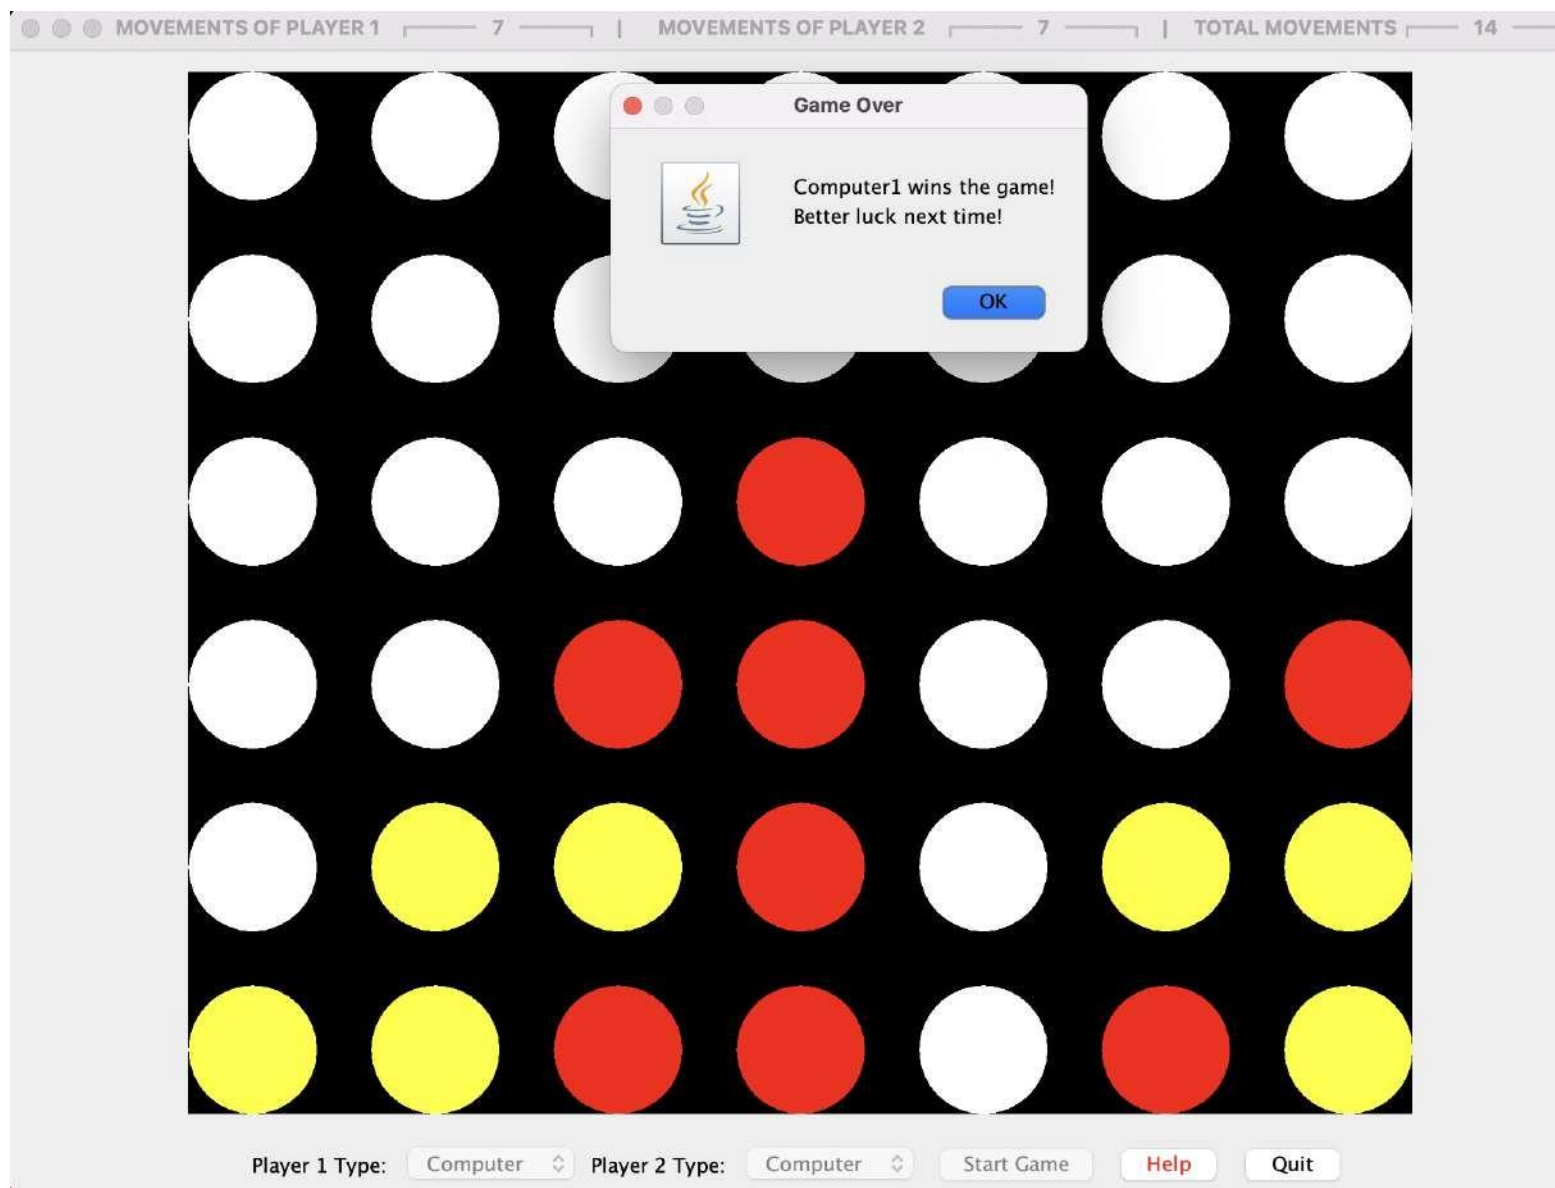 MOVEMENTS OF PLAYER 1 7 | MOVEMENTS OF PLAYER 2 7 | TOTAL MOVEMENTS 14
Game Over
Computer1 wins the game!
Better luck next time!
OK
Player 1 Type: Computer Player 2 Type: Computer Start Game Help Quit